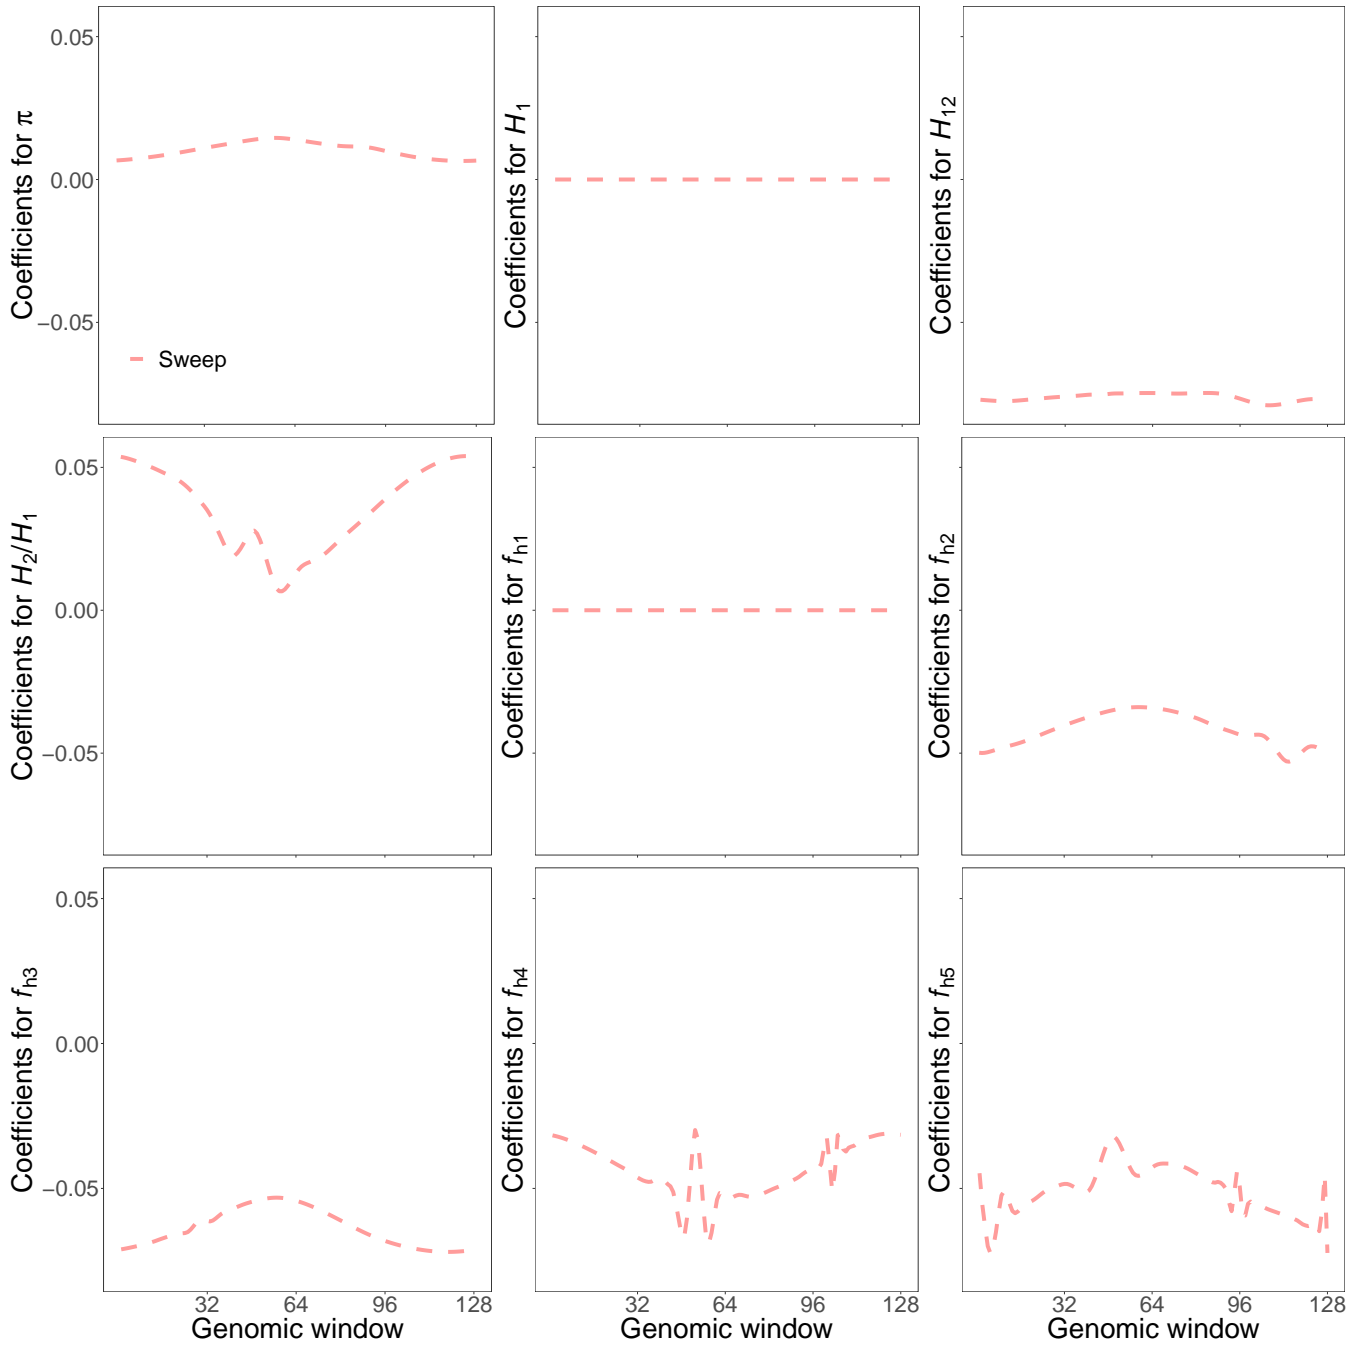 Coefficients for π
0.05
0.00
−0.05
Sweep
Coefficients for H1
Coefficients for H12
Coefficients for H2/H1
0.05
0.00
−0.05
Coefficients for fh1
Coefficients for fh2
Coefficients for fh3
0.05
0.00
−0.05
32 64 96 128
Genomic window
Coefficients for fh4
32 64 96 128
Genomic window
Coefficients for fh5
32 64 96 128
Genomic window